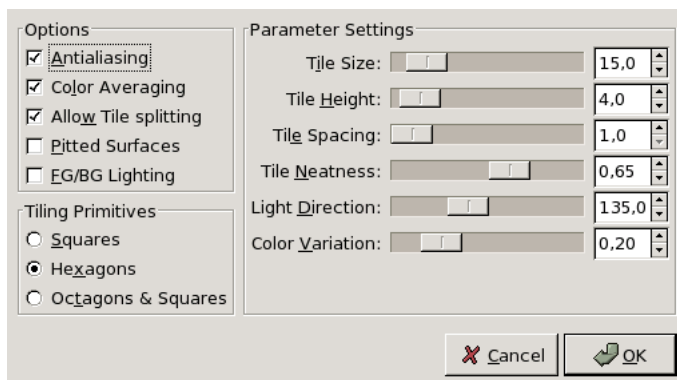 Options
Antialiasing
Color Averaging
Allow Tile splitting
Pitted Surfaces
FG/BG Lighting
Tiling Primitives
Squares
Hexagons
Octagons & Squares
Parameter Settings
Tile Size: 15,0
Tile Height: 4,0
Tile Spacing: 1,0
Tile Neatness: 0,65
Light Direction: 135,0
Color Variation: 0,20
Cancel OK